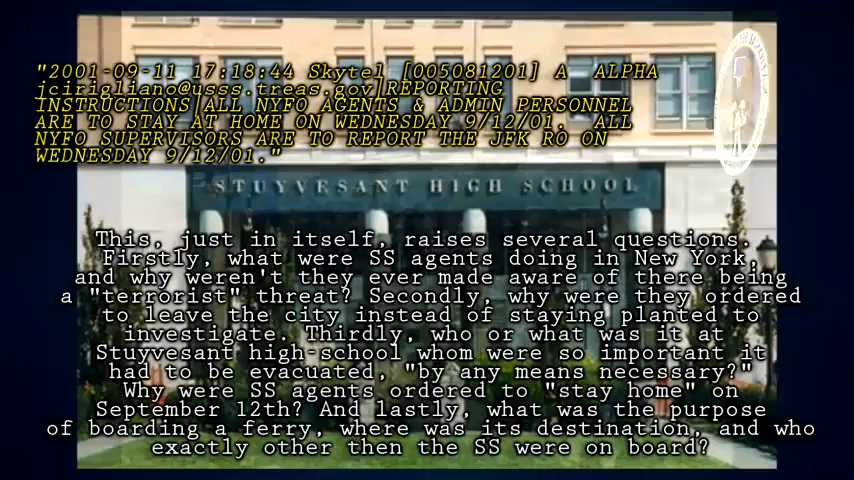 "2001-09-11 17:18:44 Skytel [005081201] A  ALPHA
jcirigliano@usss.treas.gov|REPORTING
INSTRUCTIONS|ALL NYFO AGENTS & ADMIN PERSONNEL
ARE TO STAY AT HOME ON WEDNESDAY 9/12/01.  ALL
NYFO SUPERVISORS ARE TO REPORT THE JFK RO ON
WEDNESDAY 9/12/01."
STUYVESANT HIGH SCHOOL
This, just in itself, raises several questions.
Firstly, what were SS agents doing in New York,
and why weren't they ever made aware of there being
a "terrorist" threat? Secondly, why were they ordered
to leave the city instead of staying planted to
investigate. Thirdly, who or what was it at
Stuyvesant high-school whom were so important it
had to be evacuated, "by any means necessary?"
Why were SS agents ordered to "stay home" on
September 12th? And lastly, what was the purpose
of boarding a ferry, where was its destination, and who
exactly other then the SS were on board?